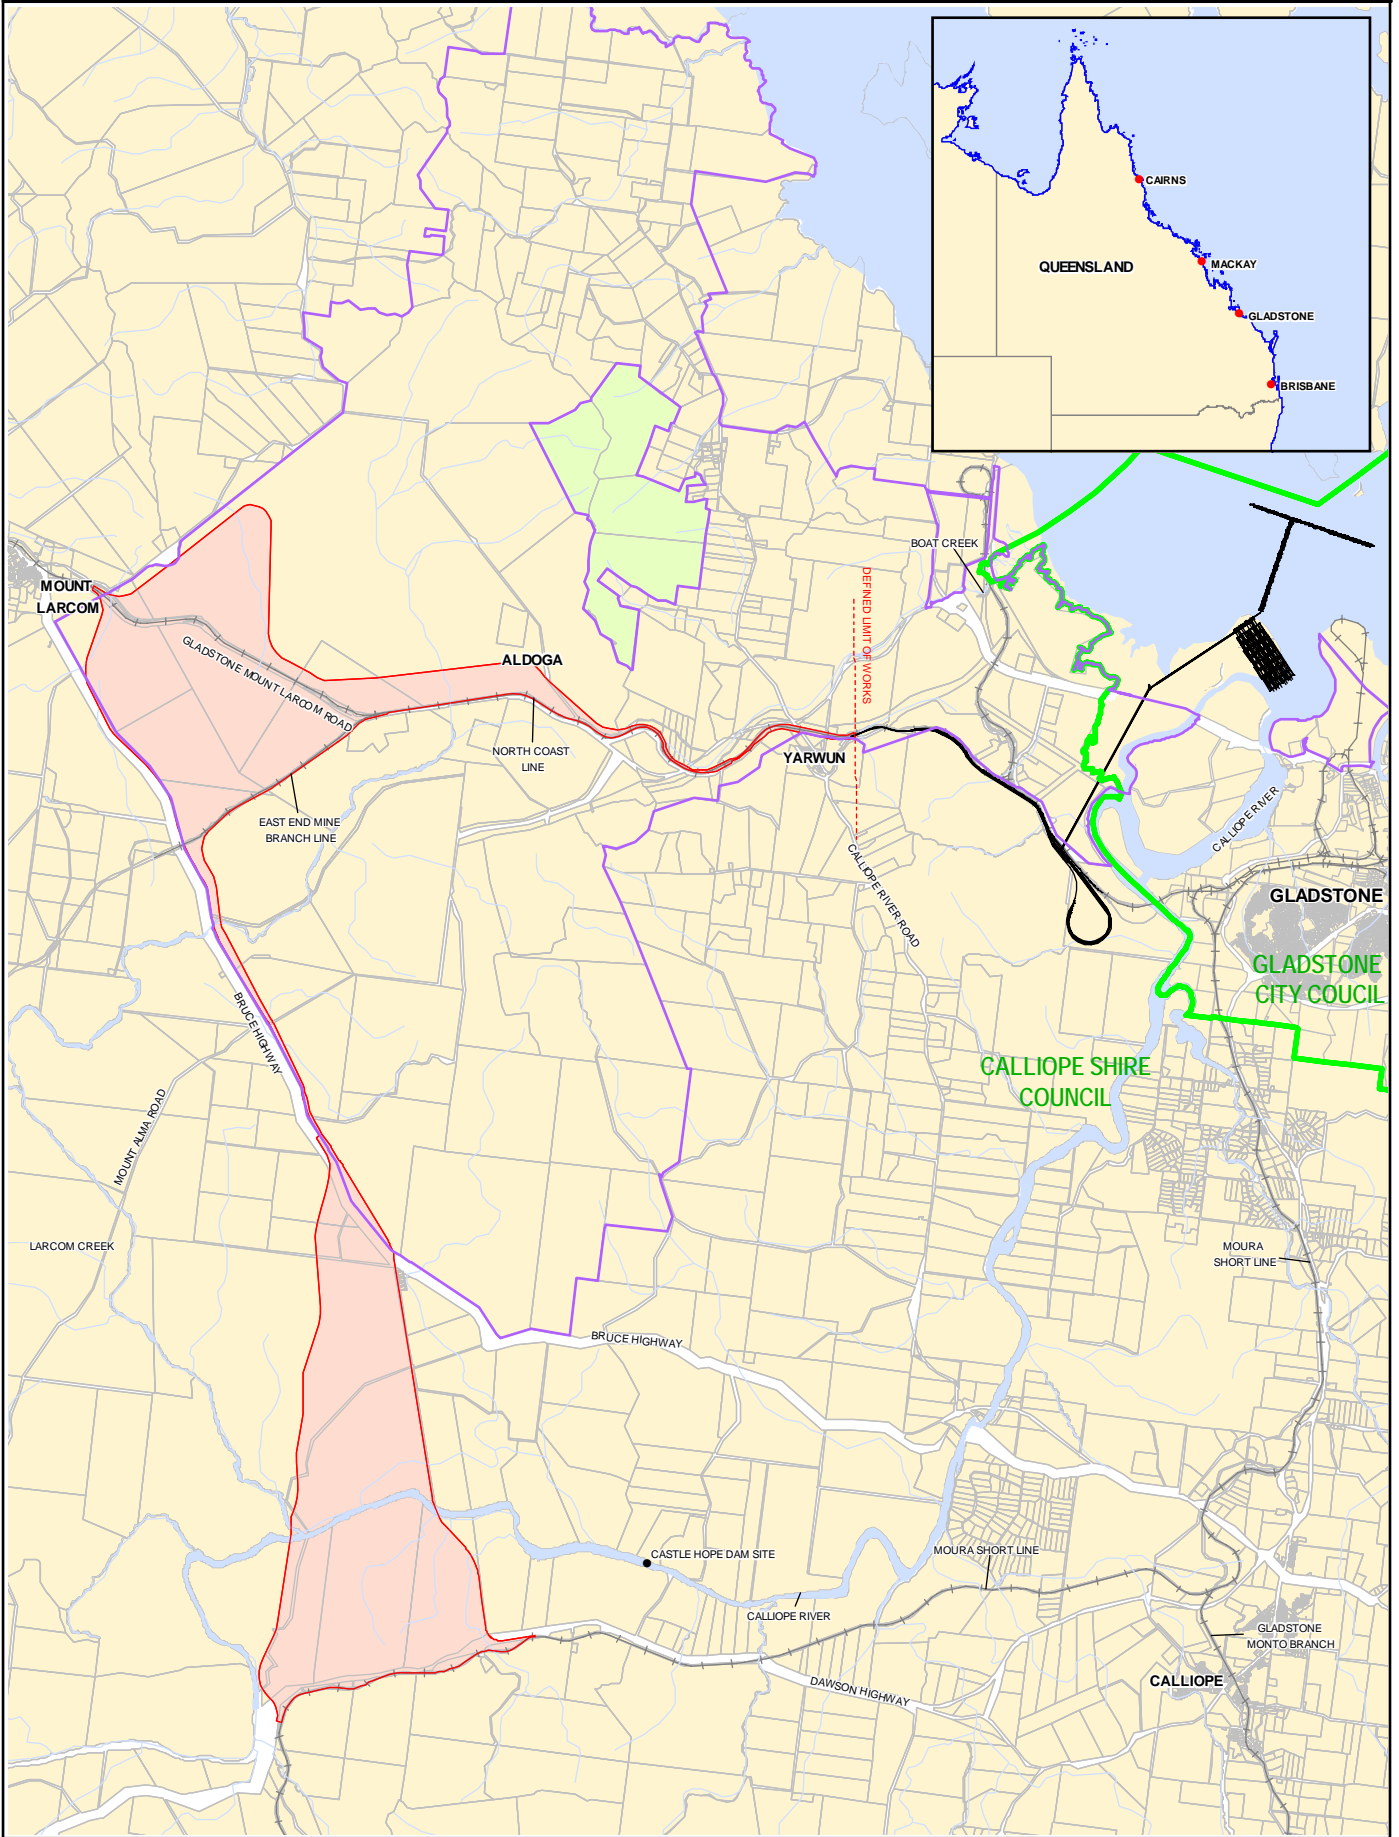 CAIRNS
QUEENSLAND
MACKAY
GLADSTONE
BRISBANE
BOAT CREEK
MOUNT
LARCOM
DEFINED LIMIT OF WORKS
GLADSTONE MOUNT LARCOM ROAD
ALDOGA
NORTH COAST
LINE
YARWUN
EAST END MINE
BRANCH LINE
CALLIOPE RIVER
CALLIOPE RIVER ROAD
GLADSTONE
GLADSTONE
CITY COUCIL
BRUCE HIGHWAY
CALLIOPE SHIRE
COUNCIL
MOUNT ALMA ROAD
LARCOM CREEK
MOURA
SHORT LINE
BRUCE HIGHWAY
CASTLE HOPE DAM SITE
MOURA SHORT LINE
CALLIOPE RIVER
GLADSTONE
MONTO BRANCH
CALLIOPE
DAWSON HIGHWAY